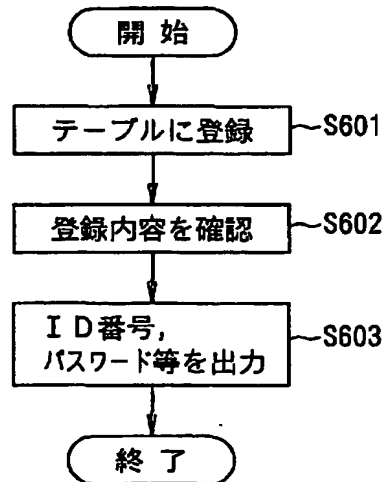 開始
テーブルに登録
S601
登録内容を確認
S602
ID番号,
パスワード等を出力
S603
終了